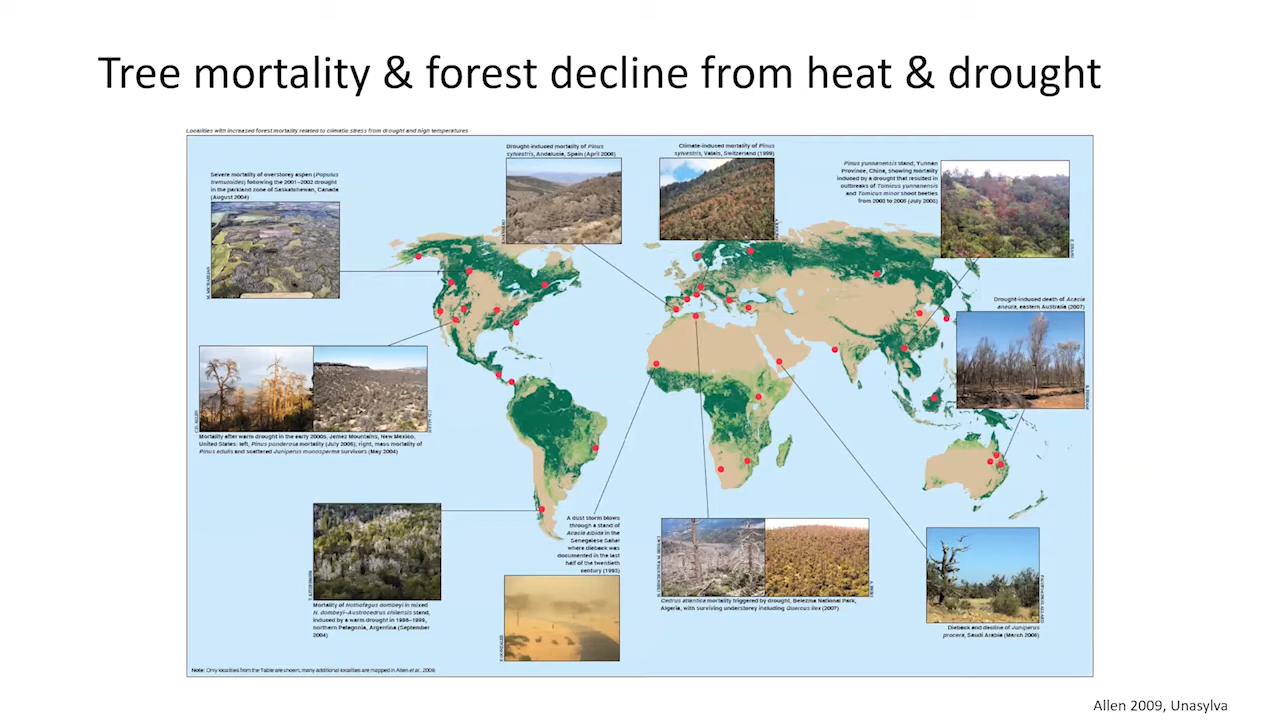 Tree mortality & forest decline from heat & drought
Localities with increased forest mortality related to climatic stress from drought and high temperatures
Severe mortality of overstorey aspen (Populus
tremuloides) following the 2001–2002 drought
in the parkland zone of Saskatchewan, Canada
(August 2004)
Drought-induced mortality of Pinus
sylvestris, Andalusia, Spain (April 2006)
Climate-induced mortality of Pinus
sylvestris, Valais, Switzerland (1999)
Pinus yunnanensis stand, Yunnan
Province, China, showing mortality
induced by a drought that resulted in
outbreaks of Tomicus yunnanensis
and Tomicus minor shoot beetles
from 2003 to 2005 (July 2005)
Drought-induced death of Acacia
aneura, eastern Australia (2007)
Mortality after warm drought in the early 2000s, Jemez Mountains, New Mexico,
United States: left, Pinus ponderosa mortality (July 2006); right, mass mortality of
Pinus edulis and scattered Juniperus monosperma survivors (May 2004)
Mortality of Nothofagus dombeyi in mixed
N. dombeyi–Austrocedrus chilensis stand,
induced by a warm drought in 1998–1999,
northern Patagonia, Argentina (September
2004)
A dust storm blows
through a stand of
Acacia albida in the
Senegalese Sahel
where dieback was
documented in the last
half of the twentieth
century (1993)
Cedrus atlantica mortality triggered by drought, Belezma National Park,
Algeria, with surviving understorey including Quercus ilex (2007)
Dieback and decline of Juniperus
procera, Saudi Arabia (March 2006)
Note: Only localities from the Table are shown; many additional localities are mapped in Allen et al., 2009.
Allen 2009, Unasylva